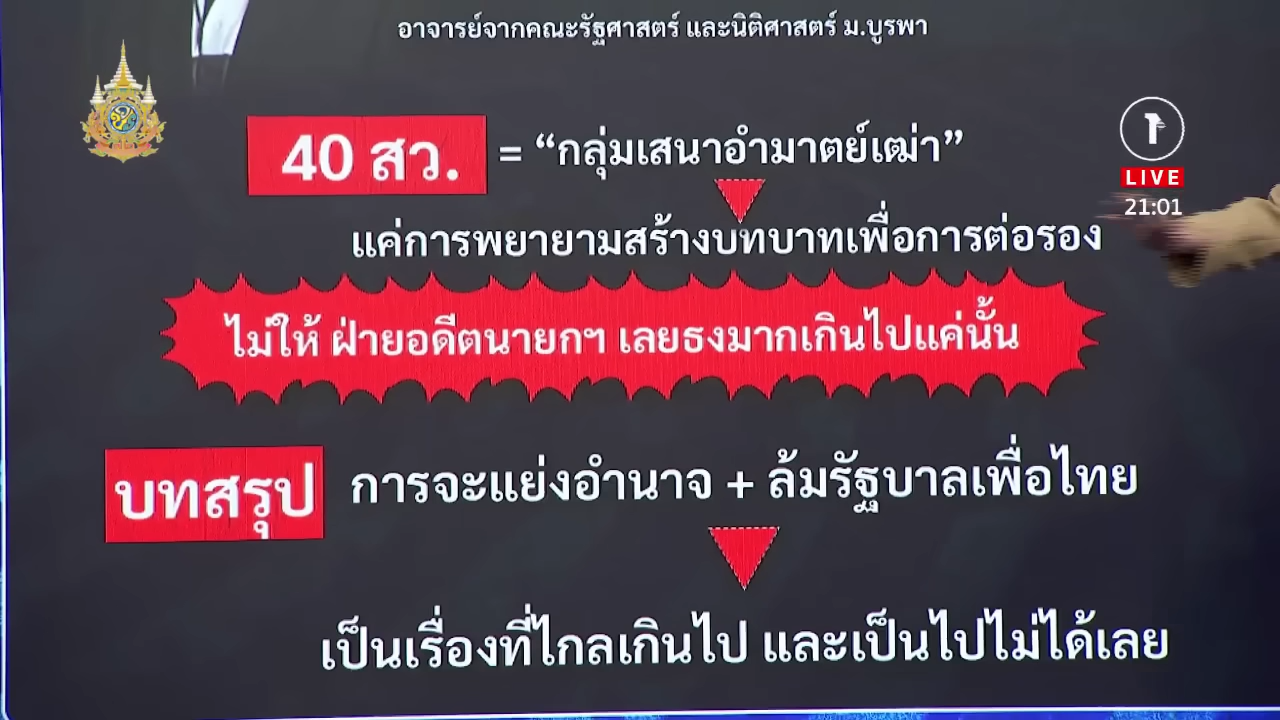 อาจารย์จากคณะรัฐศาสตร์ และนิติศาสตร์ ม.บูรพา
40 สว. = “กลุ่มเสนาอำมาตย์เฒ่า”
LIVE
21:01
แค่การพยายามสร้างบทบาทเพื่อการต่อรอง
ไม่ให้ ฝ่ายอดีตนายกฯ เลยธงมากเกินไปแค่นั้น
บทสรุป การจะแย่งอำนาจ + ล้มรัฐบาลเพื่อไทย
เป็นเรื่องที่ไกลเกินไป และเป็นไปไม่ได้เลย